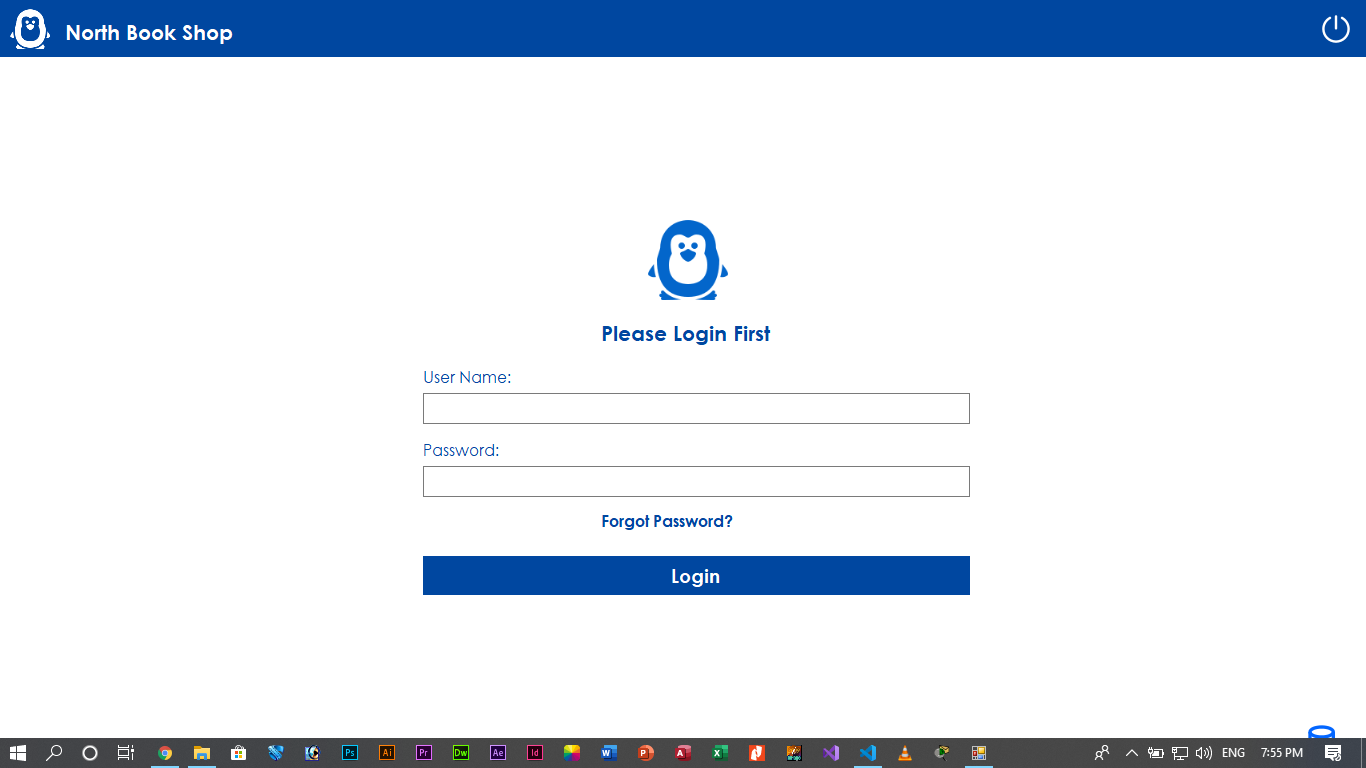 North Book Shop
Please Login First
User Name:
Password:
Forgot Password?
Login
Ps
Ai
Pr
Dw
Ae
Id
ENG
7:55 PM